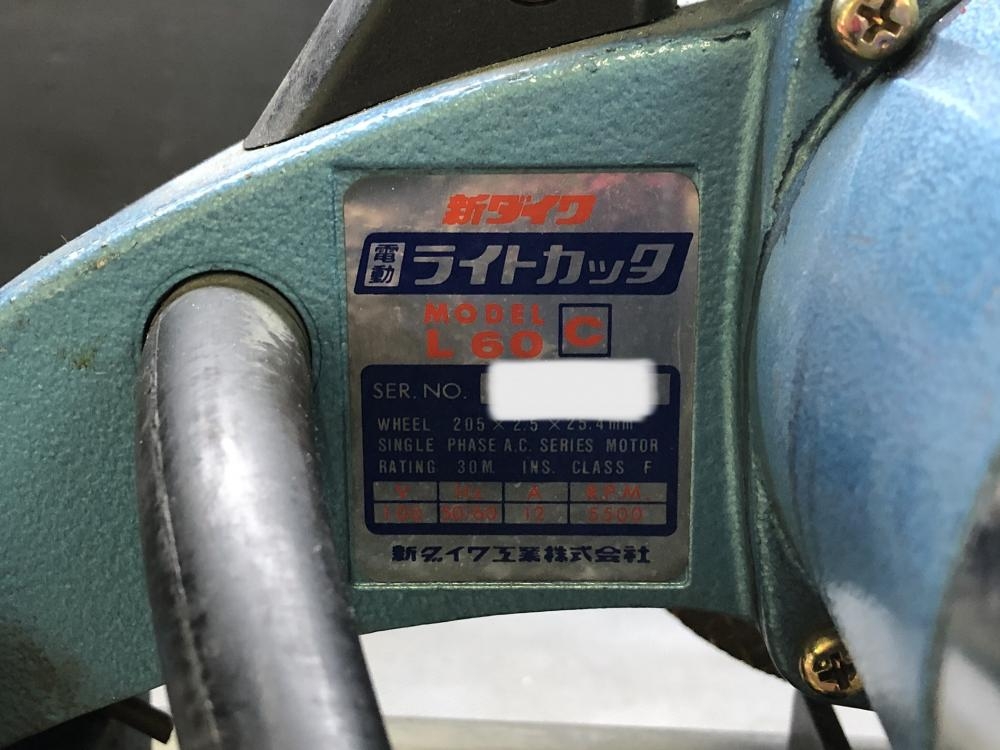 新ダイワ
電動 ライトカッタ
MODEL
L60 C
SER. NO.
WHEEL 205×2.5×25.4mm
SINGLE PHASE A.C. SERIES MOTOR
RATING 30M. INS. CLASS F
V Hz A R.P.M.
100 50/60 12 5500
新ダイワ工業株式会社